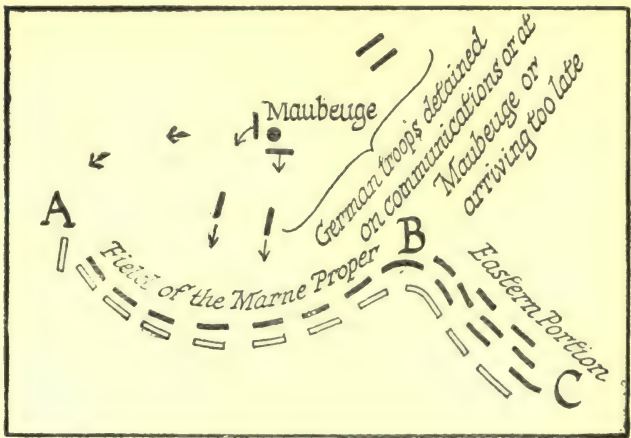 Maubeuge
German troops detained
on communications or at
Maubeuge or
arriving too late
A
Field of the Marne Proper
B
Eastern Portion
C